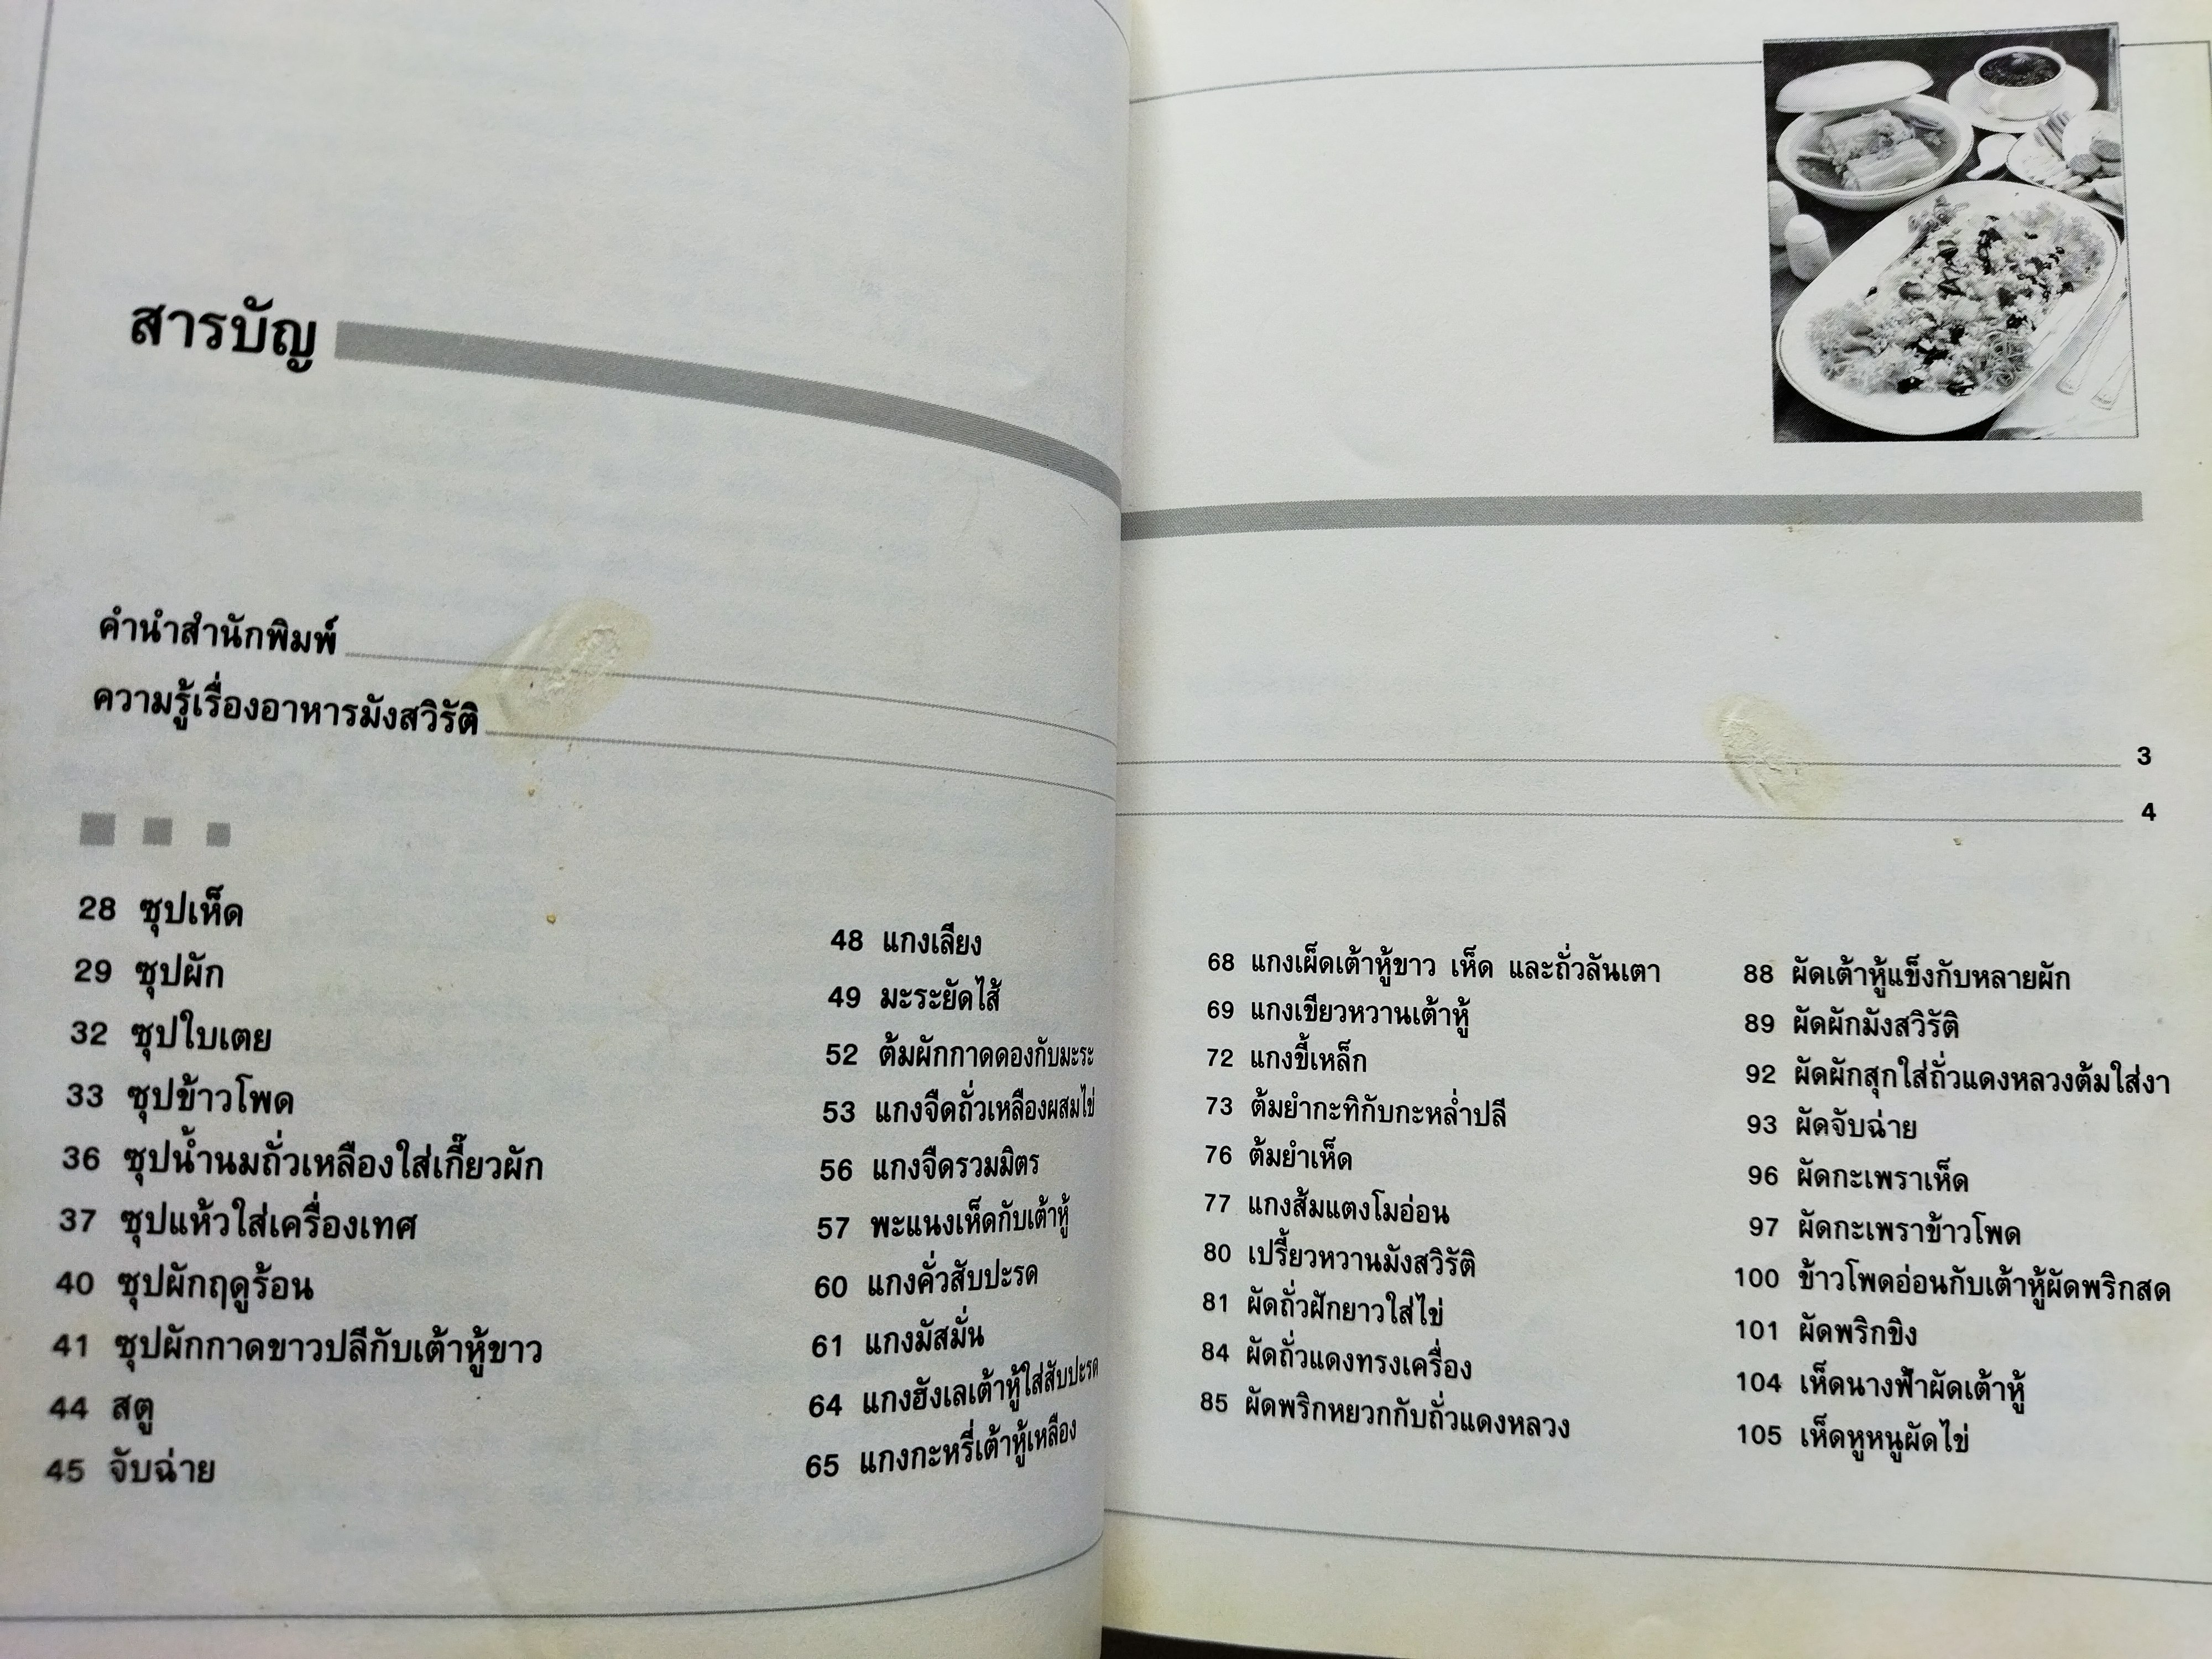 สารบัญ
คำนำสำนักพิมพ์ 3
ความรู้เรื่องอาหารมังสวิรัติ 4
28 ซุปเห็ด
29 ซุปผัก
32 ซุปใบเตย
33 ซุปข้าวโพด
36 ซุปน้ำนมถั่วเหลืองใส่เกี๊ยวผัก
37 ซุปแห้วใส่เครื่องเทศ
40 ซุปผักฤดูร้อน
41 ซุปผักกาดขาวปลีกับเต้าหู้ขาว
44 สตู
45 จับฉ่าย
48 แกงเลียง
49 มะระยัดไส้
52 ต้มผักกาดดองกับมะระ
53 แกงจืดถั่วเหลืองผสมไข่
56 แกงจืดรวมมิตร
57 พะแนงเห็ดกับเต้าหู้
60 แกงคั่วสับปะรด
61 แกงมัสมั่น
64 แกงฮังเลเต้าหู้ใส่สับปะรด
65 แกงกะหรี่เต้าหู้เหลือง
68 แกงเผ็ดเต้าหู้ขาว เห็ด และถั่วลันเตา
69 แกงเขียวหวานเต้าหู้
72 แกงขี้เหล็ก
73 ต้มยำกะทิกับกะหล่ำปลี
76 ต้มยำเห็ด
77 แกงส้มแตงโมอ่อน
80 เปรี้ยวหวานมังสวิรัติ
81 ผัดถั่วฝักยาวใส่ไข่
84 ผัดถั่วแดงทรงเครื่อง
85 ผัดพริกหยวกกับถั่วแดงหลวง
88 ผัดเต้าหู้แข็งกับหลายผัก
89 ผัดผักมังสวิรัติ
92 ผัดผักสุกใส่ถั่วแดงหลวงต้มใส่งา
93 ผัดจับฉ่าย
96 ผัดกะเพราเห็ด
97 ผัดกะเพราข้าวโพด
100 ข้าวโพดอ่อนกับเต้าหู้ผัดพริกสด
101 ผัดพริกขิง
104 เห็ดนางฟ้าผัดเต้าหู้
105 เห็ดหูหนูผัดไข่